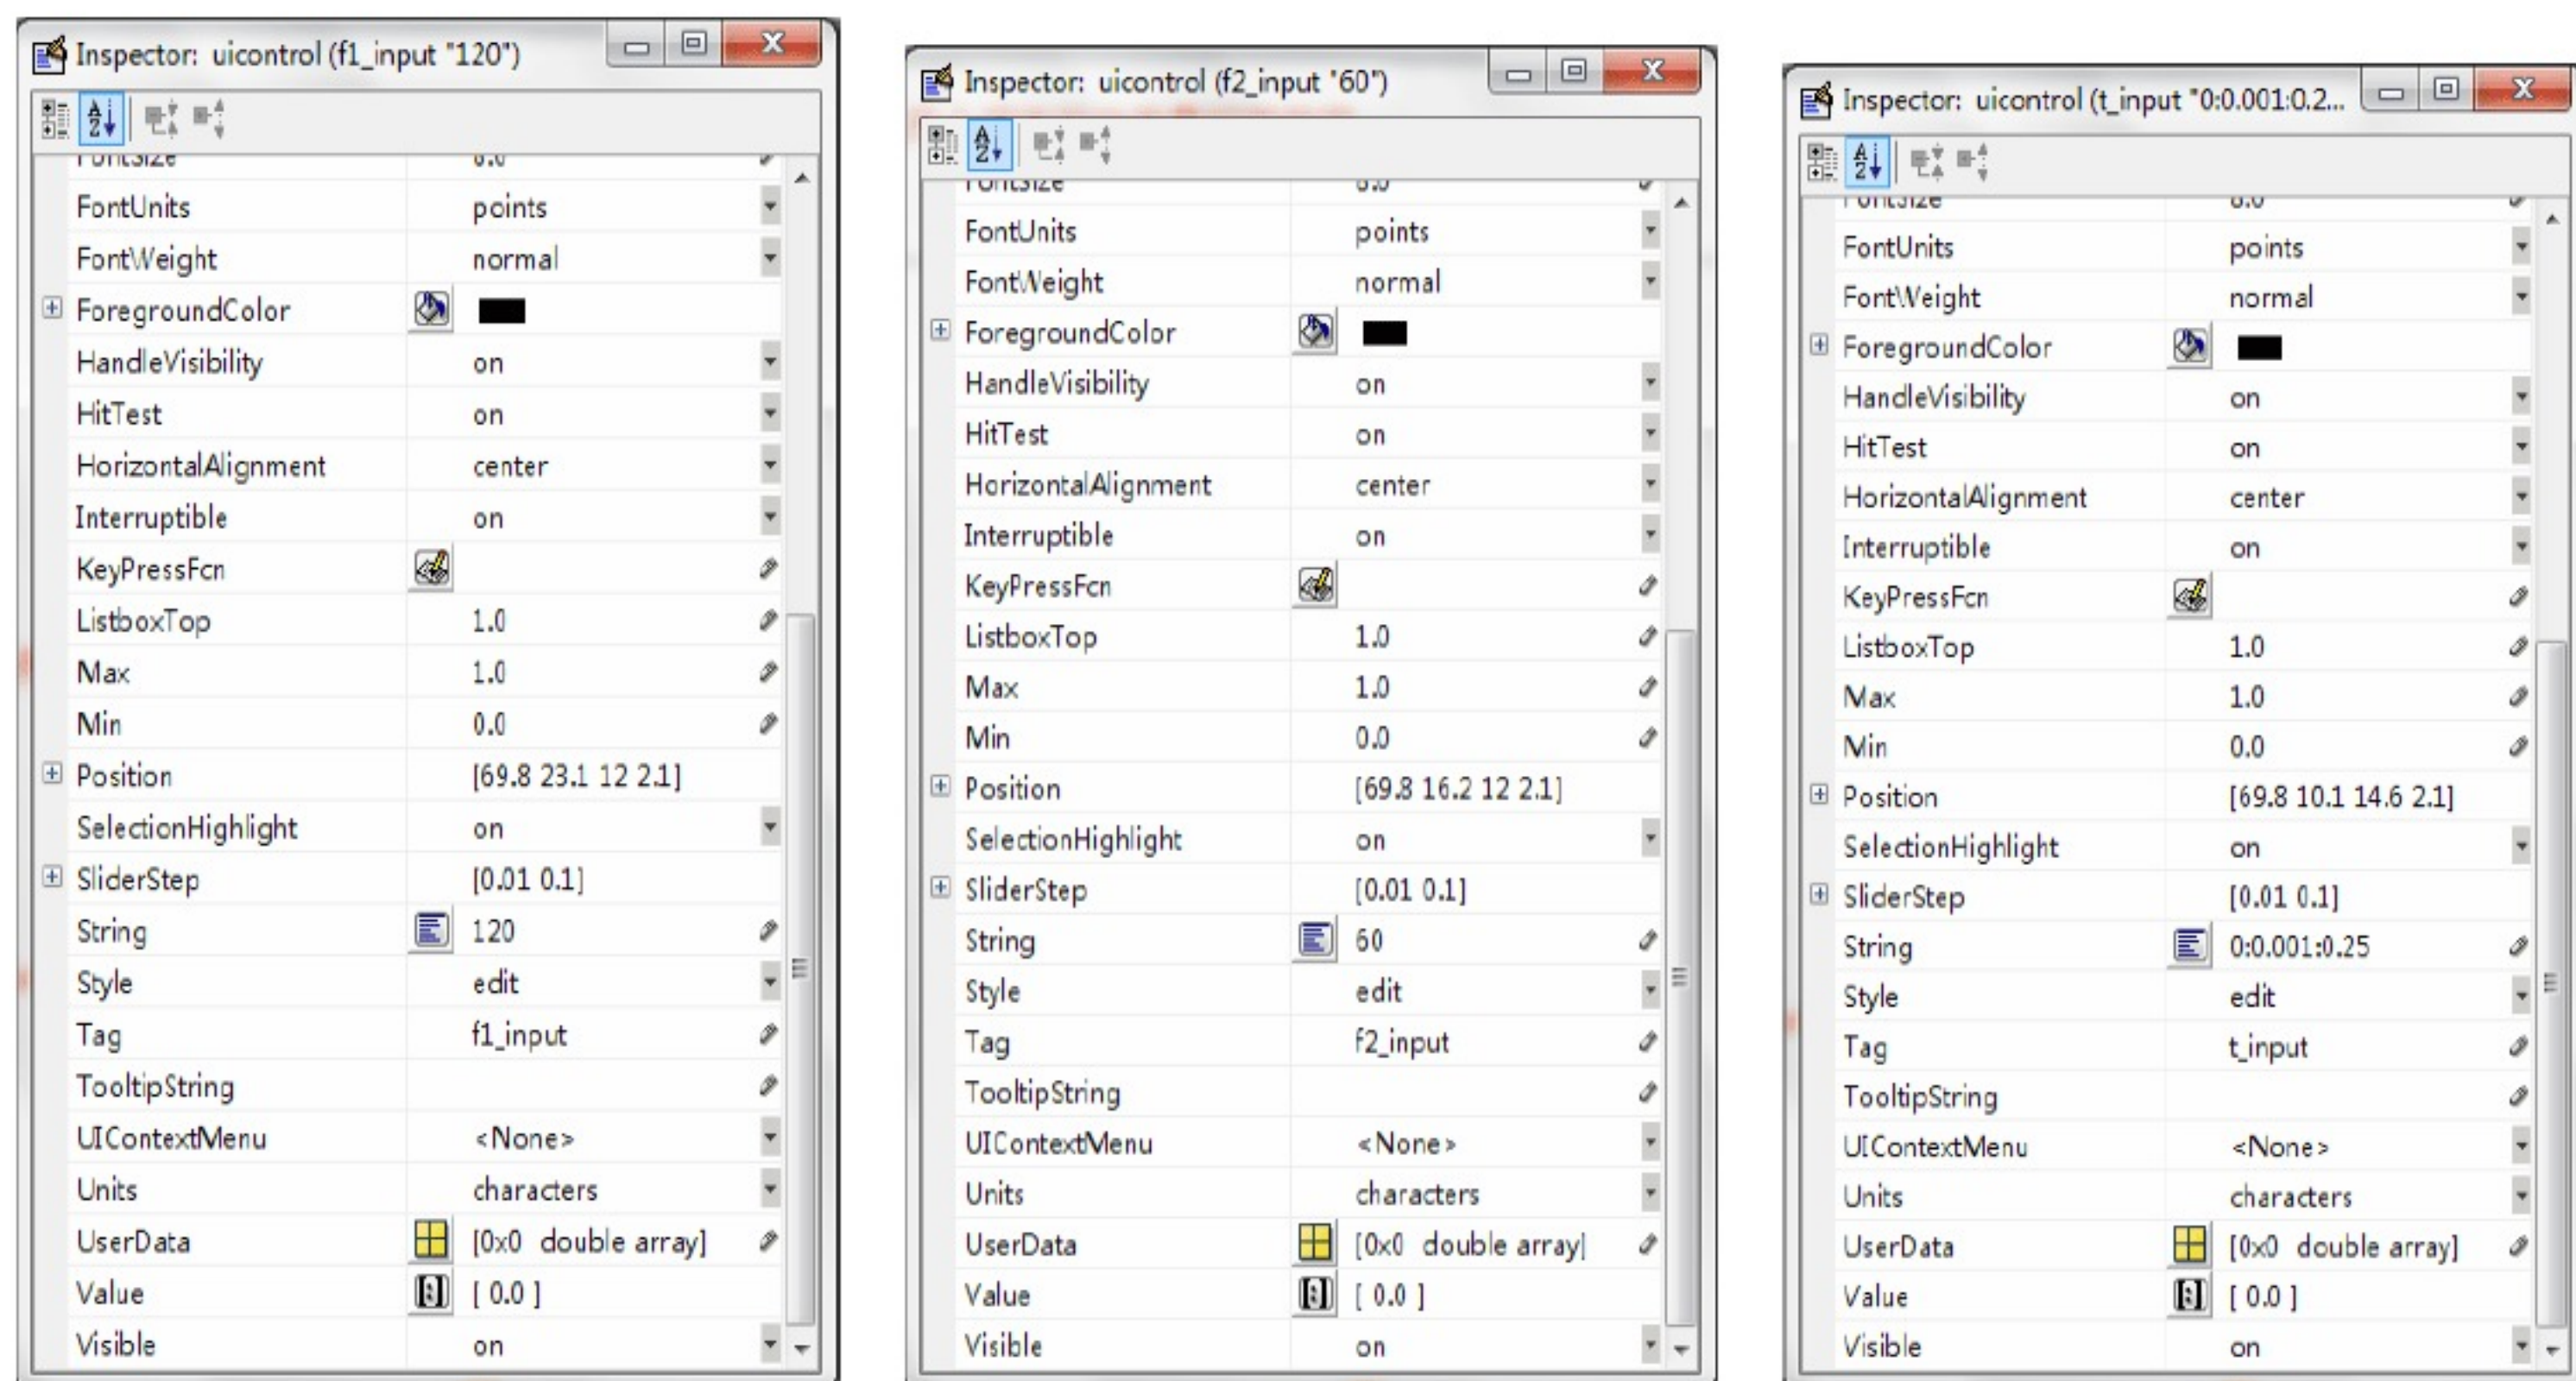 Inspector: uicontrol (f1_input "120")
FontSize 8.0
FontUnits points
FontWeight normal
ForegroundColor
HandleVisibility on
HitTest on
HorizontalAlignment center
Interruptible on
KeyPressFcn
ListboxTop 1.0
Max 1.0
Min 0.0
Position [69.8 23.1 12 2.1]
SelectionHighlight on
SliderStep [0.01 0.1]
String 120
Style edit
Tag f1_input
TooltipString
UIContextMenu <None>
Units characters
UserData [0x0 double array]
Value [ 0.0 ]
Visible on
Inspector: uicontrol (f2_input "60")
FontSize 8.0
FontUnits points
FontWeight normal
ForegroundColor
HandleVisibility on
HitTest on
HorizontalAlignment center
Interruptible on
KeyPressFcn
ListboxTop 1.0
Max 1.0
Min 0.0
Position [69.8 16.2 12 2.1]
SelectionHighlight on
SliderStep [0.01 0.1]
String 60
Style edit
Tag f2_input
TooltipString
UIContextMenu <None>
Units characters
UserData [0x0 double array]
Value [ 0.0 ]
Visible on
Inspector: uicontrol (t_input "0:0.001:0.2...
FontSize 8.0
FontUnits points
FontWeight normal
ForegroundColor
HandleVisibility on
HitTest on
HorizontalAlignment center
Interruptible on
KeyPressFcn
ListboxTop 1.0
Max 1.0
Min 0.0
Position [69.8 10.1 14.6 2.1]
SelectionHighlight on
SliderStep [0.01 0.1]
String 0:0.001:0.25
Style edit
Tag t_input
TooltipString
UIContextMenu <None>
Units characters
UserData [0x0 double array]
Value [ 0.0 ]
Visible on